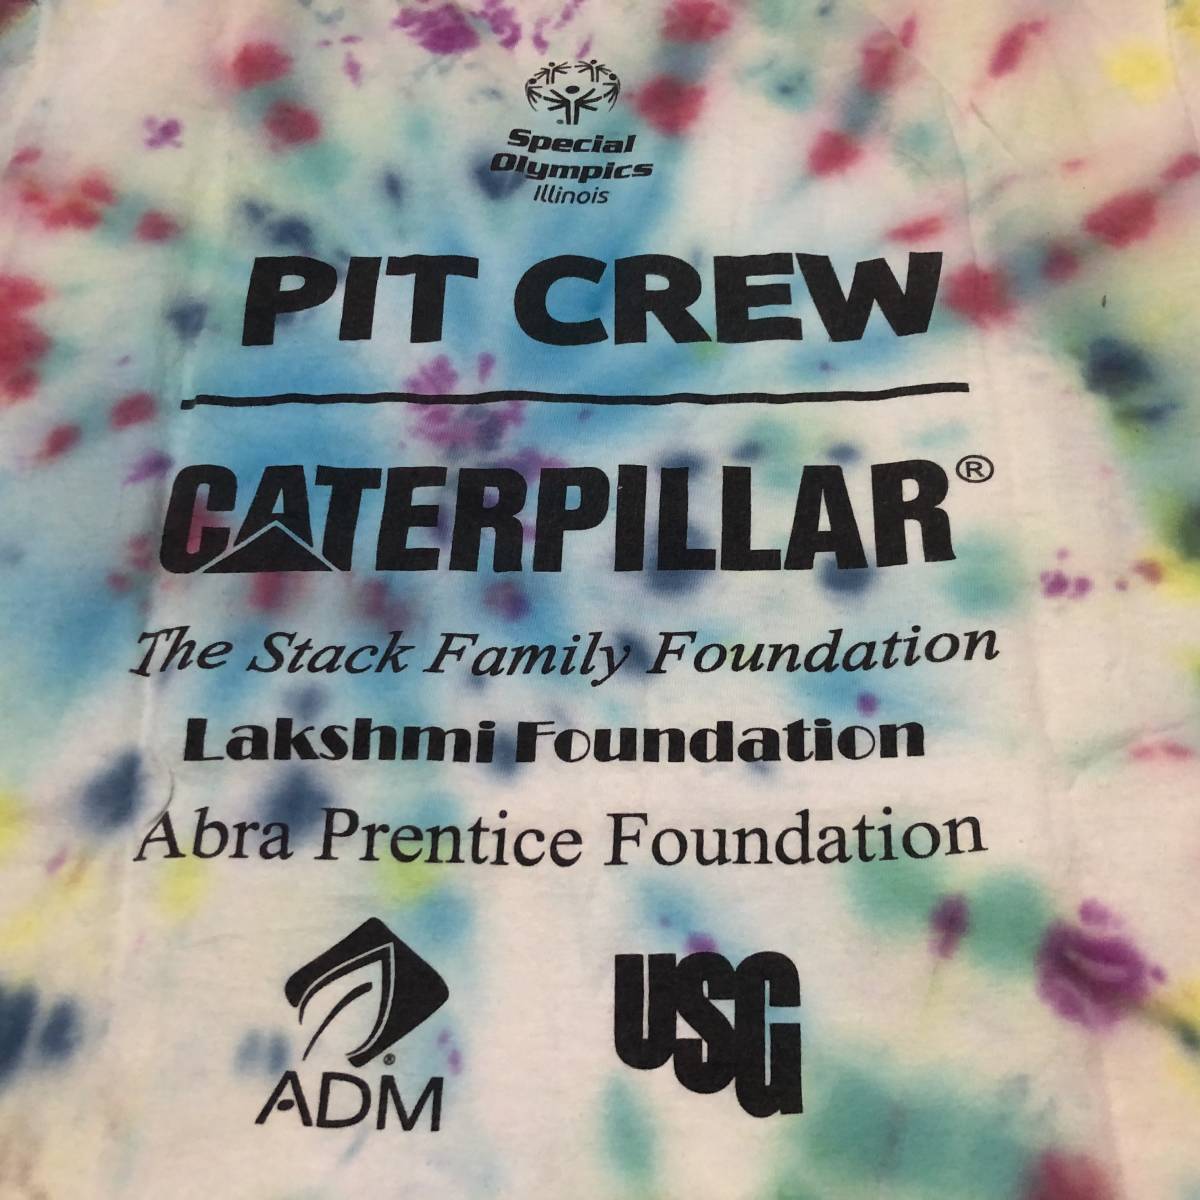 Special
Olympics
Illinois
PIT CREW
CATERPILLAR®
The Stack Family Foundation
Lakshmi Foundation
Abra Prentice Foundation
®
ADM
USG